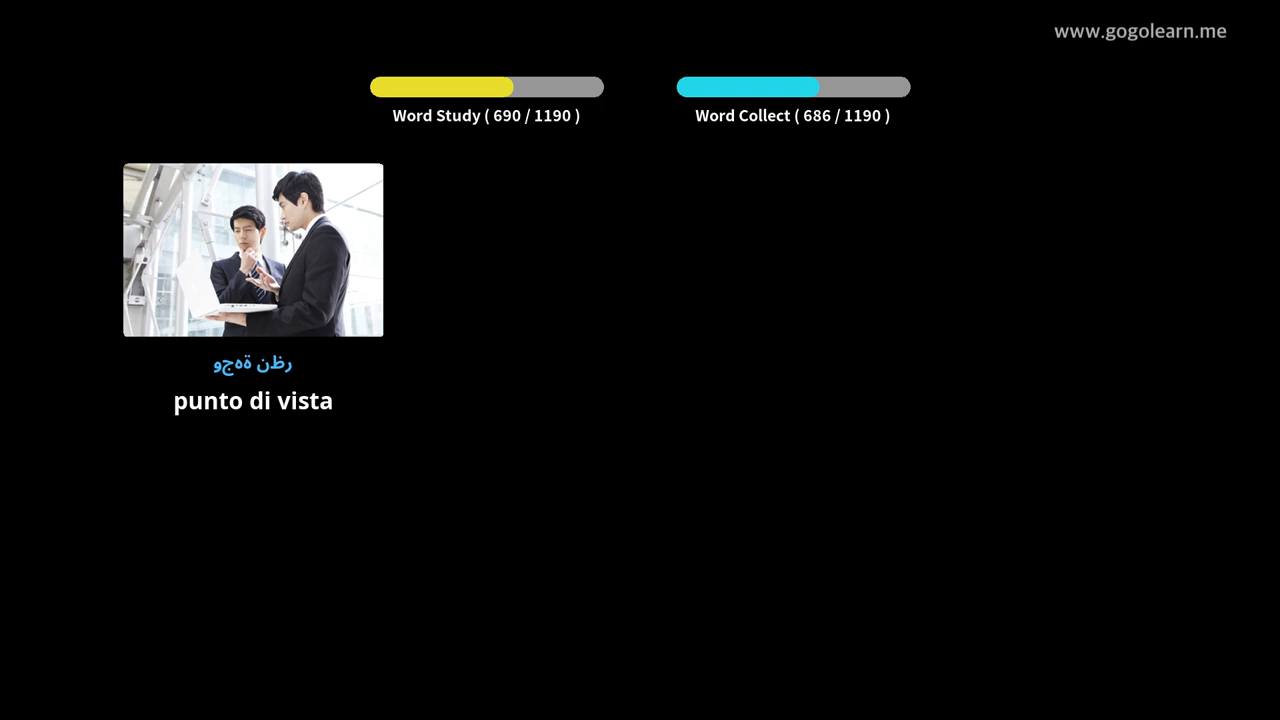 www.gogolearn.me
Word Study ( 690 / 1190 )
Word Collect ( 686 / 1190 )
رظن ةهجو
punto di vista